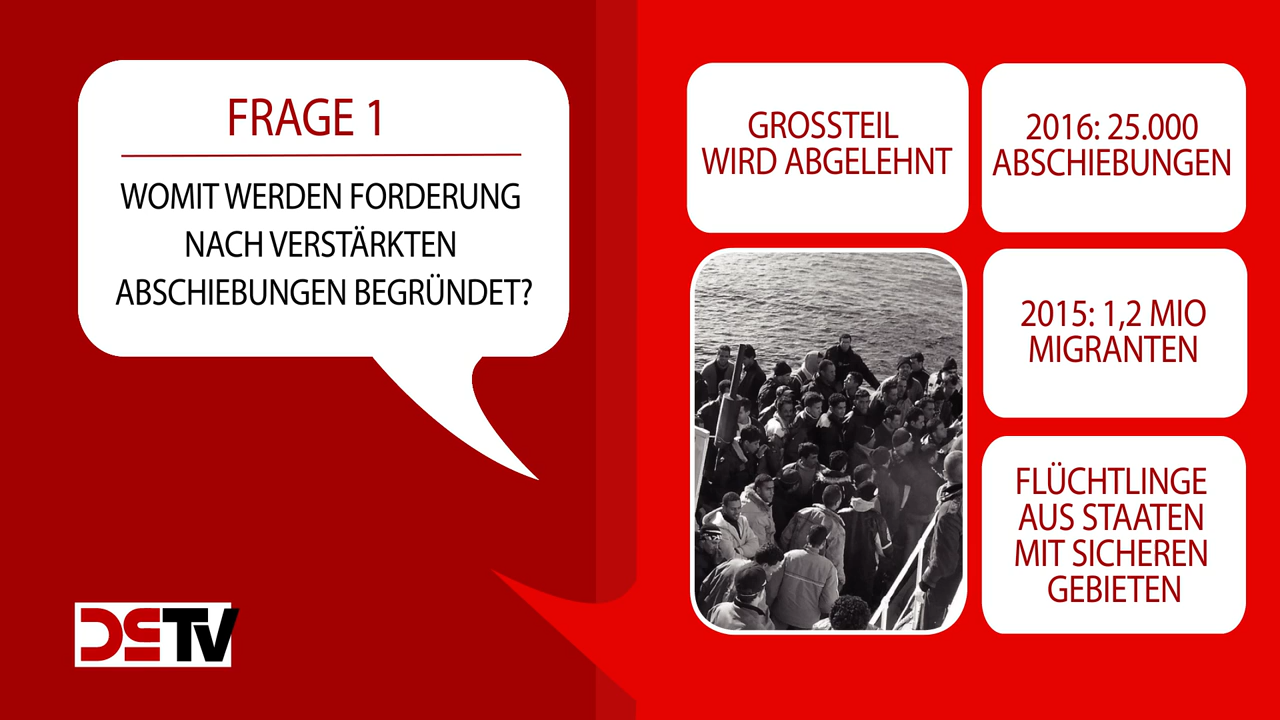 FRAGE 1
WOMIT WERDEN FORDERUNG
NACH VERSTÄRKTEN
ABSCHIEBUNGEN BEGRÜNDET?
GROSSTEIL
WIRD ABGELEHNT
2016: 25.000
ABSCHIEBUNGEN
2015: 1,2 MIO
MIGRANTEN
FLÜCHTLINGE
AUS STAATEN
MIT SICHEREN
GEBIETEN
DSTV